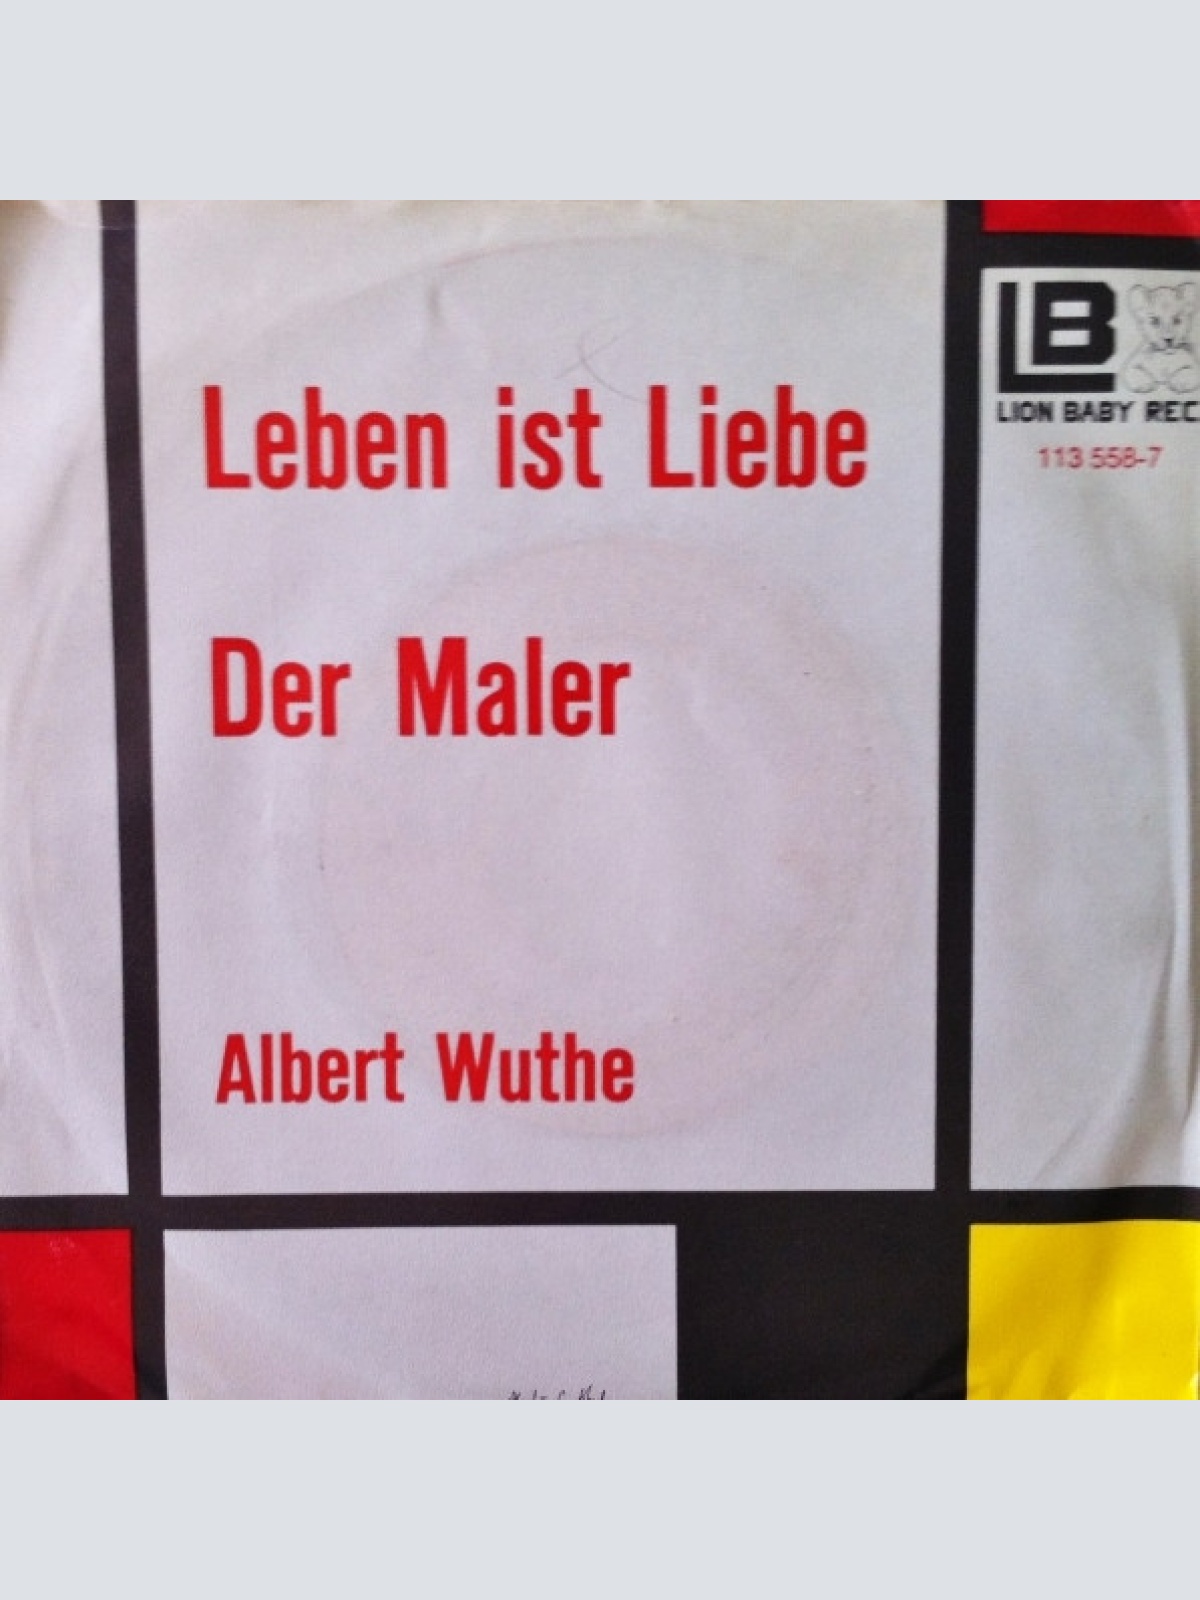 LB
LION BABY REC
113 558-7
Leben ist Liebe
Der Maler
Albert Wuthe